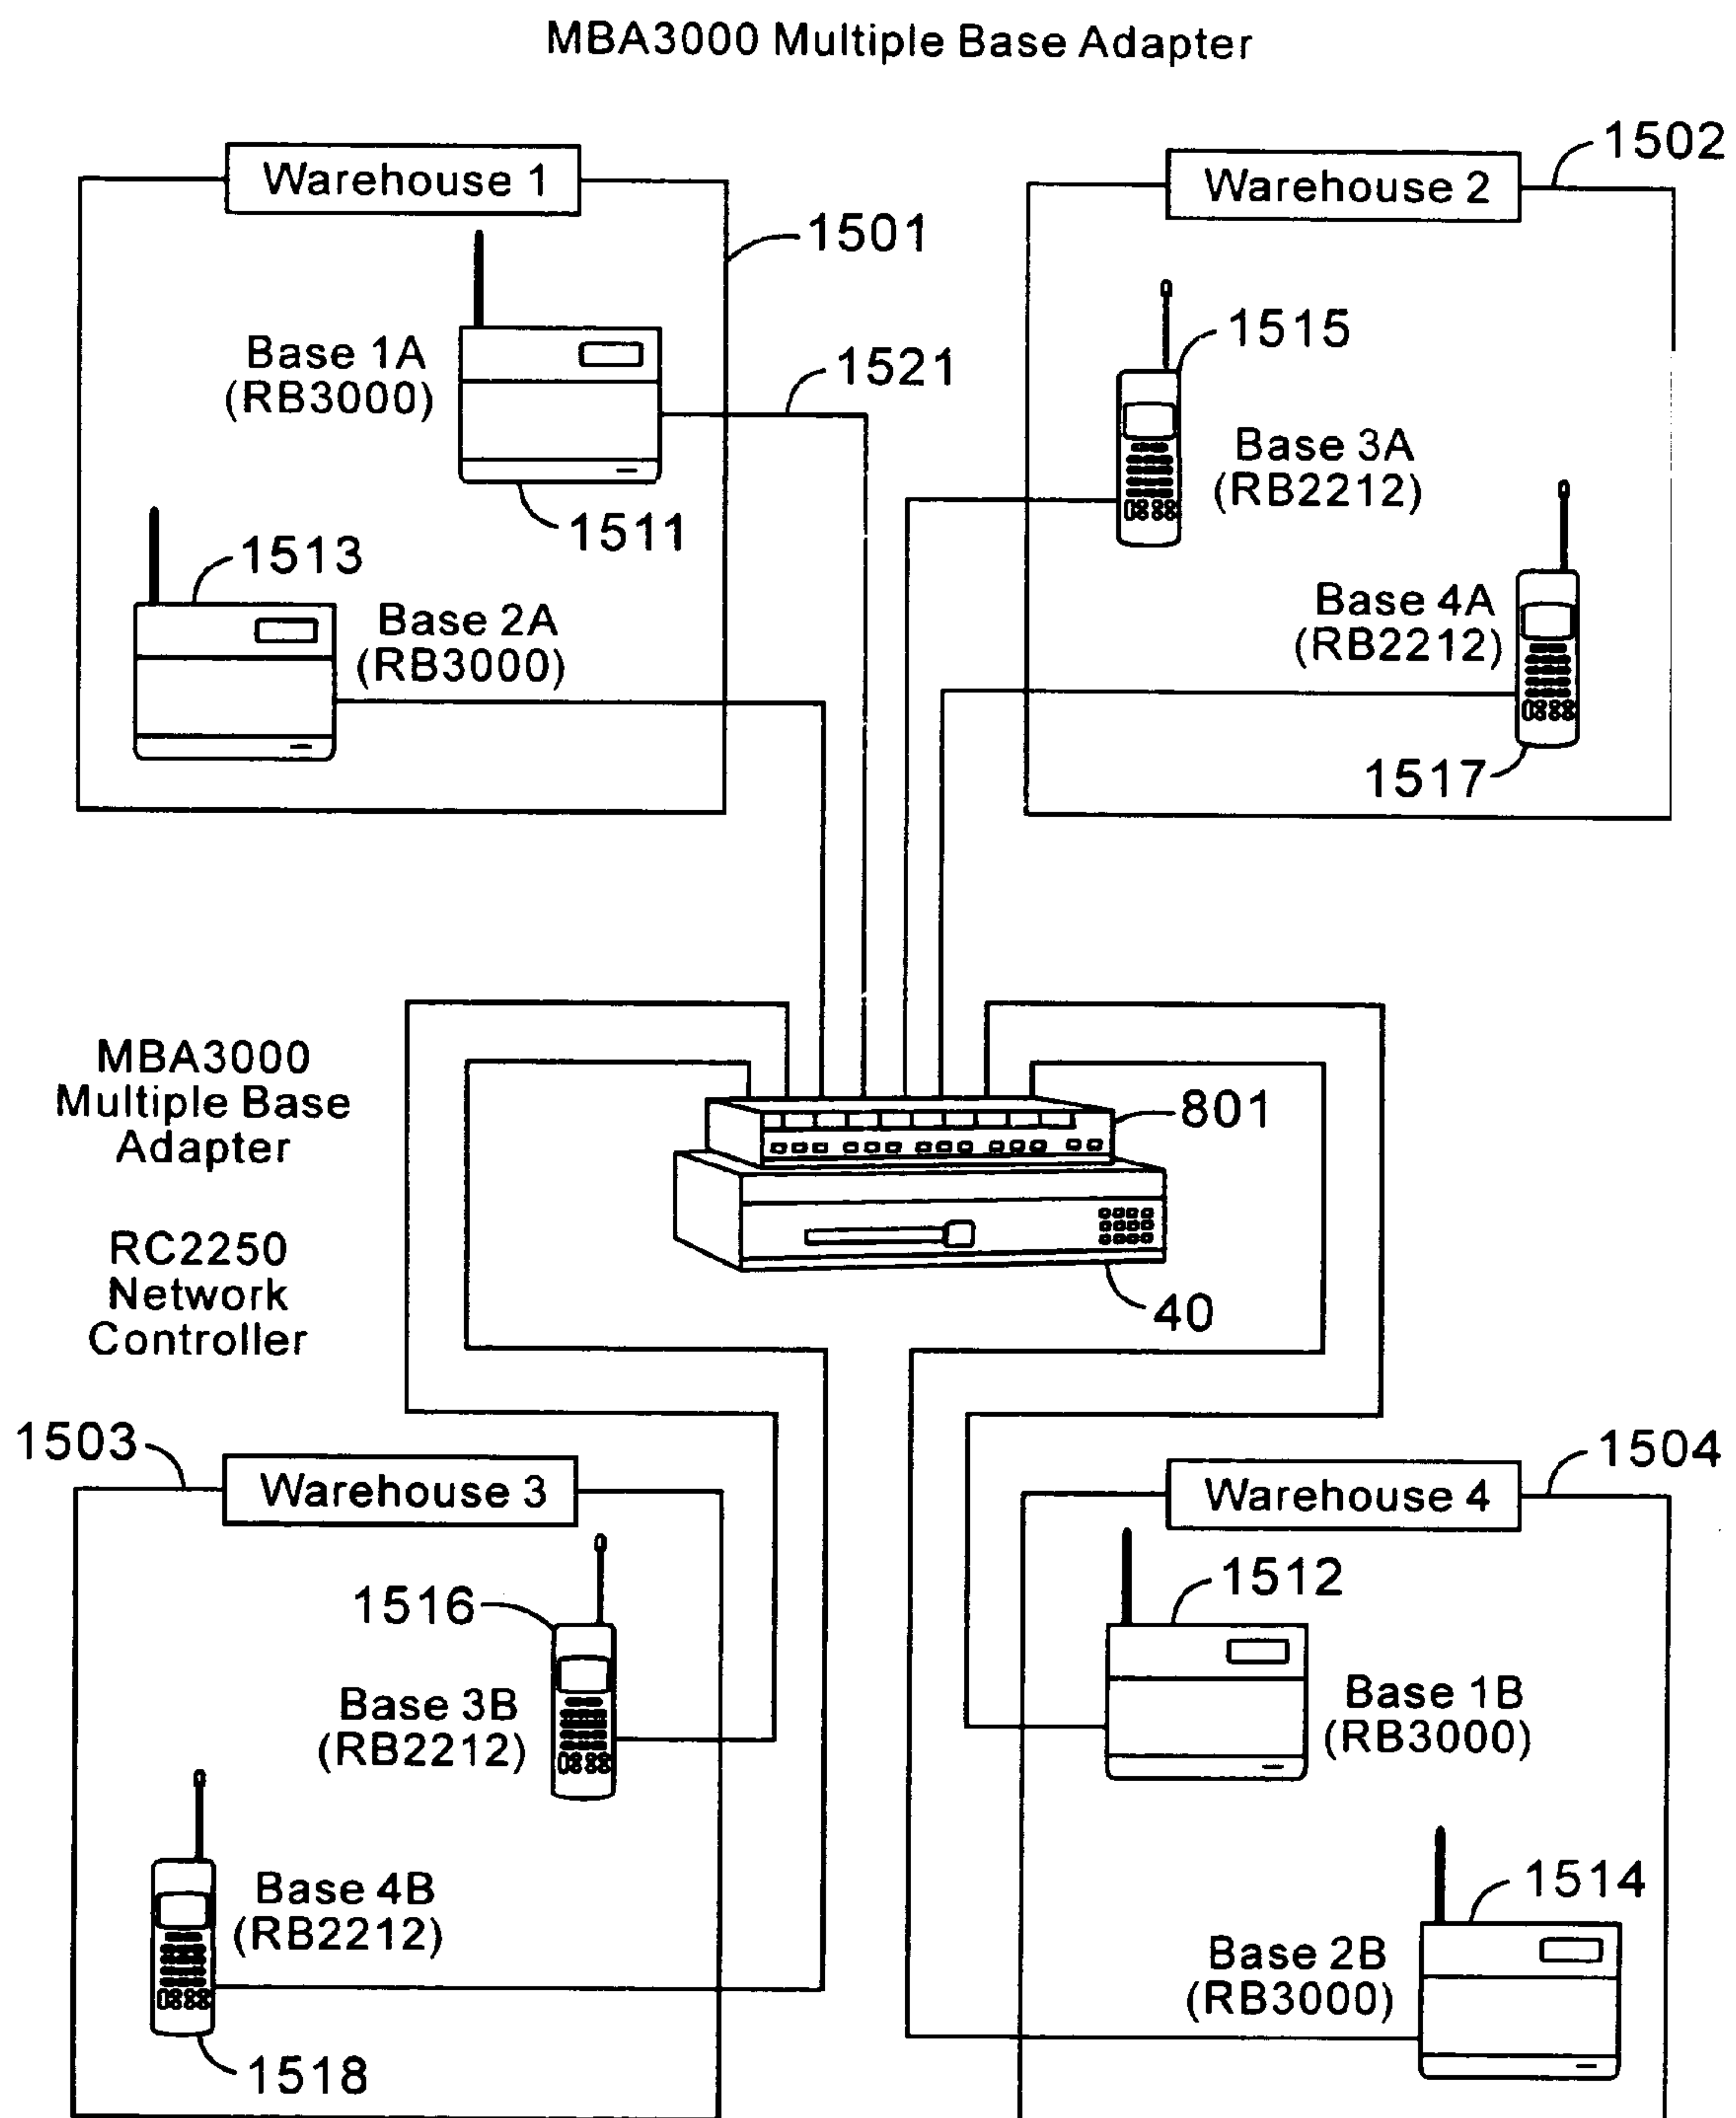 MBA3000 Multiple Base Adapter
Warehouse 1
1501
Base 1A
(RB3000)
1521
1511
1513
Base 2A
(RB3000)
Warehouse 2
1502
1515
Base 3A
(RB2212)
Base 4A
(RB2212)
1517
MBA3000
Multiple Base
Adapter
801
RC2250
Network
Controller
40
1503
Warehouse 3
1516
Base 3B
(RB2212)
Base 4B
(RB2212)
1518
Warehouse 4
1504
1512
Base 1B
(RB3000)
1514
Base 2B
(RB3000)